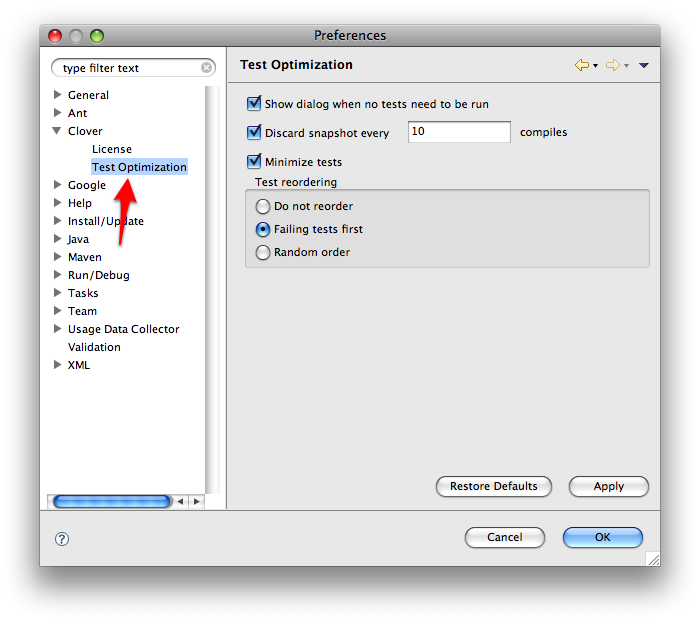 Preferences
type filter text
General
Ant
Clover
License
Test Optimization
Google
Help
Install/Update
Java
Maven
Run/Debug
Tasks
Team
Usage Data Collector
Validation
XML
Test Optimization
Show dialog when no tests need to be run
Discard snapshot every 10 compiles
Minimize tests
Test reordering
Do not reorder
Failing tests first
Random order
Restore Defaults Apply
? Cancel OK